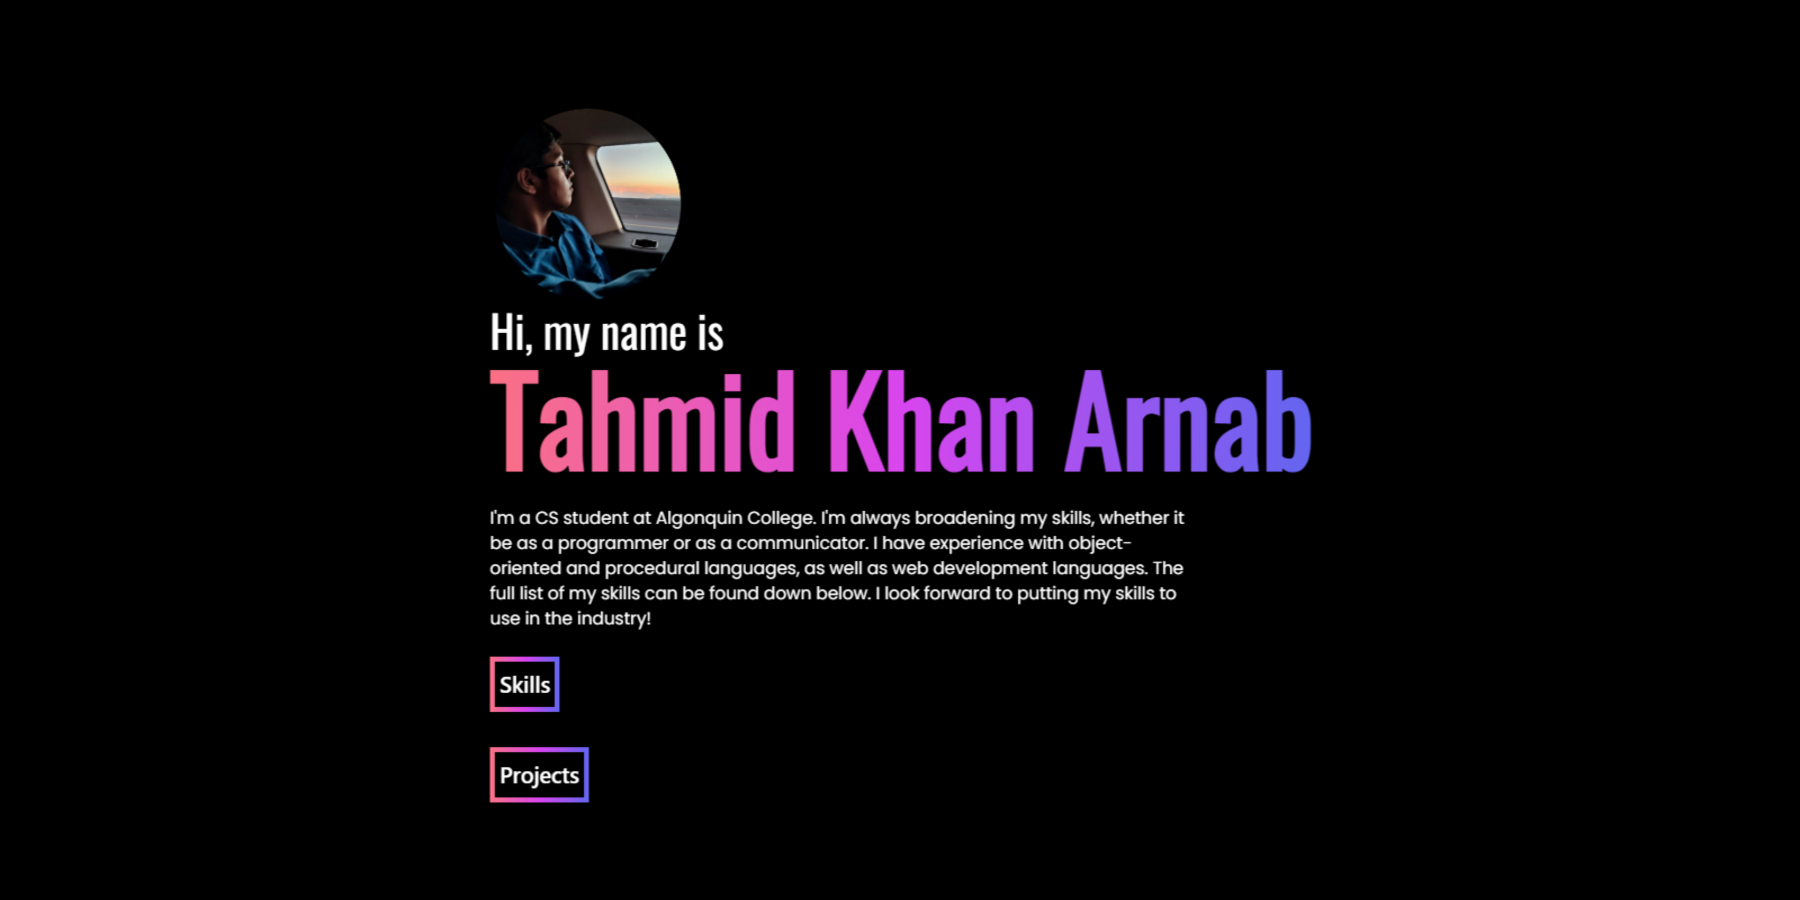 Hi, my name is
Tahmid Khan Arnab
I'm a CS student at Algonquin College. I'm always broadening my skills, whether it
be as a programmer or as a communicator. I have experience with object-
oriented and procedural languages, as well as web development languages. The
full list of my skills can be found down below. I look forward to putting my skills to
use in the industry!
Skills
Projects